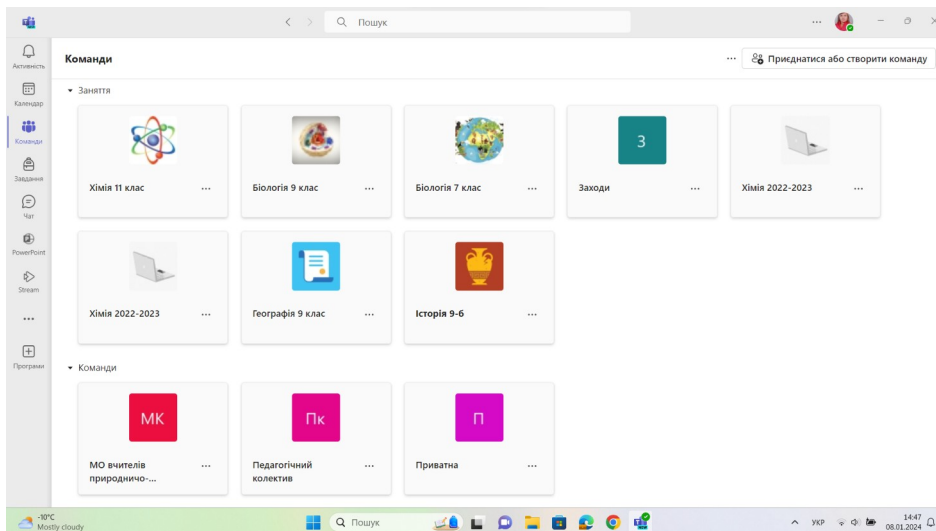 Пошук
Активність
Календар
Команди
Завдання
Чат
PowerPoint
Stream
Програми
Команди
Приєднатися або створити команду
Заняття
Хімія 11 клас
Біологія 9 клас
Біологія 7 клас
З
Заходи
Хімія 2022-2023
Хімія 2022-2023
Географія 9 клас
Історія 9-6
Команди
МК
МО вчителів
природничо-...
Пк
Педагогічний
колектив
П
Приватна
-10°C
Mostly cloudy
Пошук
УКР
14:47
08.01.2024